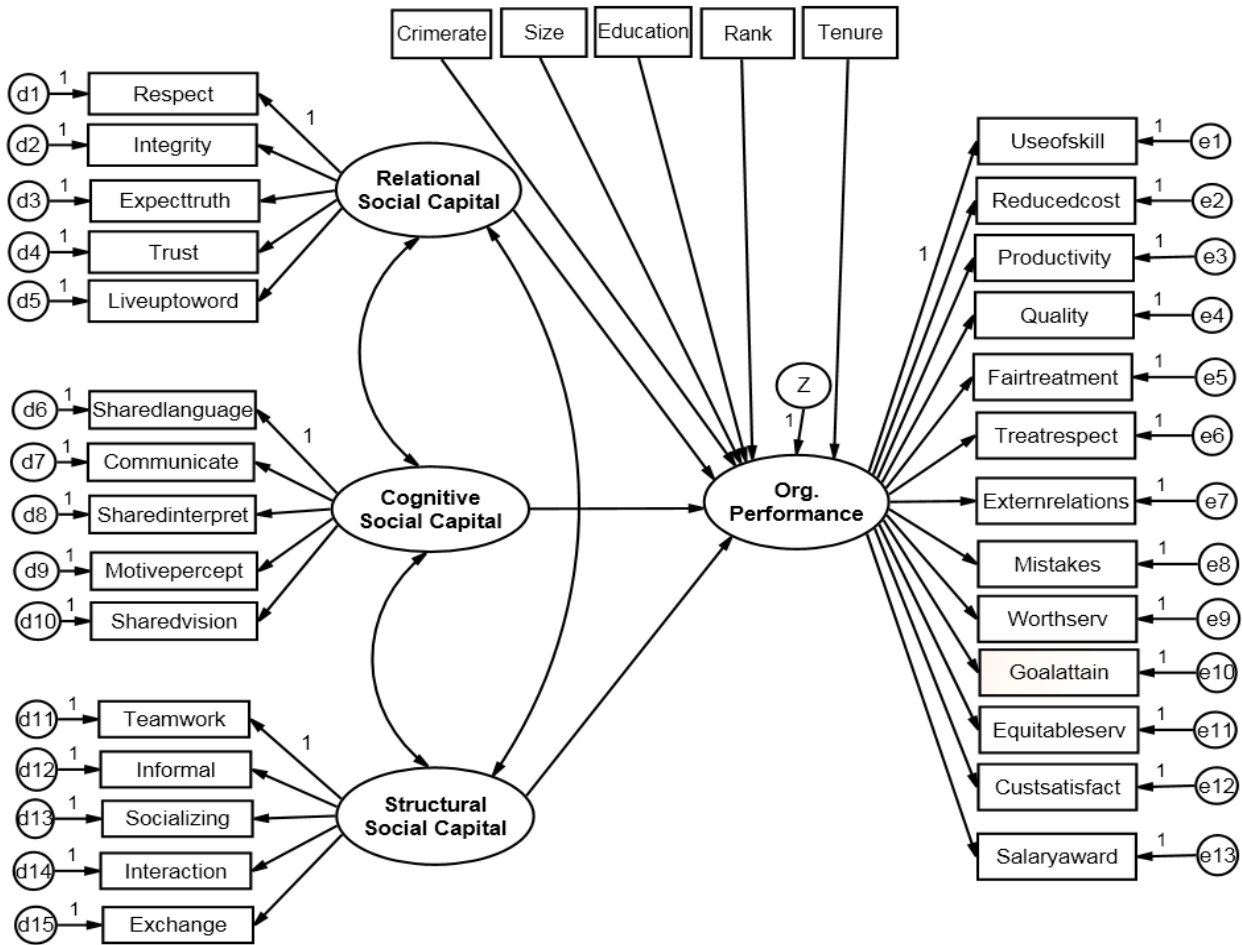 Crimerate
Size
Education
Rank
Tenure
d1
1
Respect
d2
1
Integrity
d3
1
Expecttruth
d4
1
Trust
d5
1
Liveuptoword
1
Relational
Social Capital
d6
1
Sharedlanguage
d7
1
Communicate
d8
1
Sharedinterpret
d9
1
Motivepercept
d10
1
Sharedvision
1
Cognitive
Social Capital
d11
1
Teamwork
d12
1
Informal
d13
1
Socializing
d14
1
Interaction
d15
1
Exchange
1
Structural
Social Capital
Z
1
Org.
Performance
1
Useofskill
1
e1
Reducedcost
1
e2
Productivity
1
e3
Quality
1
e4
Fairtreatment
1
e5
Treatrespect
1
e6
Externrelations
1
e7
Mistakes
1
e8
Worthserv
1
e9
Goalattain
1
e10
Equitableserv
1
e11
Custsatisfact
1
e12
Salaryaward
1
e13